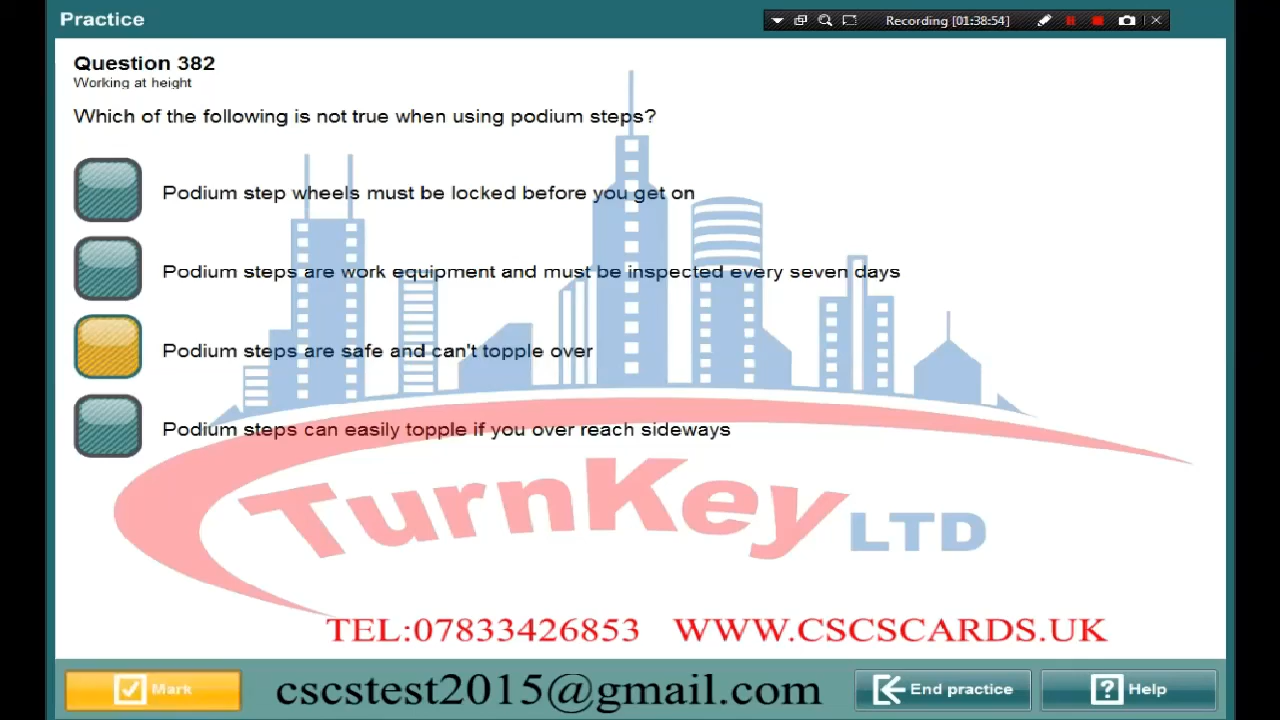 Practice
Recording [01:38:54]
Question 382
Working at height
Which of the following is not true when using podium steps?
Podium step wheels must be locked before you get on
Podium steps are work equipment and must be inspected every seven days
Podium steps are safe and can't topple over
Podium steps can easily topple if you over reach sideways
TurnKey LTD
TEL:07833426853 WWW.CSCSCARDS.UK
Mark
cscstest2015@gmail.com
End practice
Help